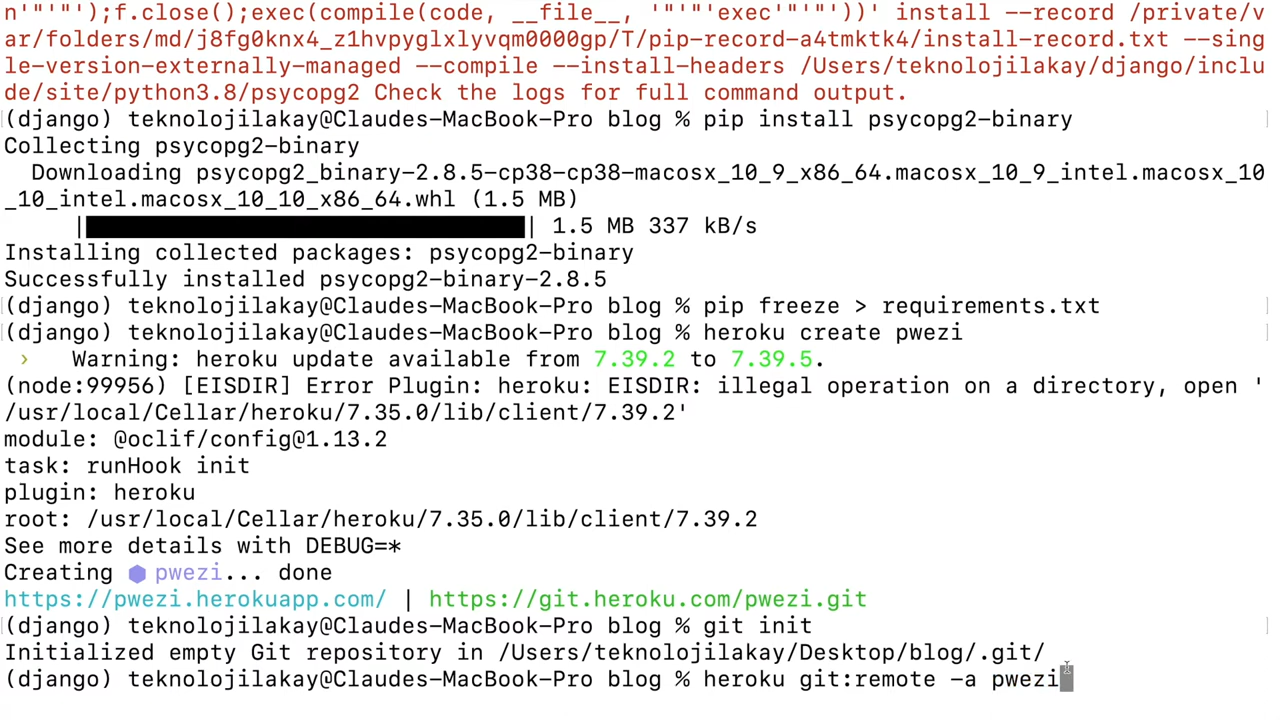 n'"'"');f.close();exec(compile(code, __file__, '"'"'exec'"'"'))' install --record /private/v
ar/folders/md/j8fg0knx4_z1hvpyglxlyvqm0000gp/T/pip-record-a4tmktk4/install-record.txt --sing
le-version-externally-managed --compile --install-headers /Users/teknolojilakay/django/inclu
de/site/python3.8/psycopg2 Check the logs for full command output.
(django) teknolojilakay@Claudes-MacBook-Pro blog % pip install psycopg2-binary
Collecting psycopg2-binary
  Downloading psycopg2_binary-2.8.5-cp38-cp38-macosx_10_9_x86_64.macosx_10_9_intel.macosx_10
_10_intel.macosx_10_10_x86_64.whl (1.5 MB)
     |████████████████████████████████| 1.5 MB 337 kB/s
Installing collected packages: psycopg2-binary
Successfully installed psycopg2-binary-2.8.5
(django) teknolojilakay@Claudes-MacBook-Pro blog % pip freeze > requirements.txt
(django) teknolojilakay@Claudes-MacBook-Pro blog % heroku create pwezi
 ›   Warning: heroku update available from 7.39.2 to 7.39.5.
(node:99956) [EISDIR] Error Plugin: heroku: EISDIR: illegal operation on a directory, open '
/usr/local/Cellar/heroku/7.35.0/lib/client/7.39.2'
module: @oclif/config@1.13.2
task: runHook init
plugin: heroku
root: /usr/local/Cellar/heroku/7.35.0/lib/client/7.39.2
See more details with DEBUG=*
Creating ⬢ pwezi... done
https://pwezi.herokuapp.com/ | https://git.heroku.com/pwezi.git
(django) teknolojilakay@Claudes-MacBook-Pro blog % git init
Initialized empty Git repository in /Users/teknolojilakay/Desktop/blog/.git/
(django) teknolojilakay@Claudes-MacBook-Pro blog % heroku git:remote -a pwezi